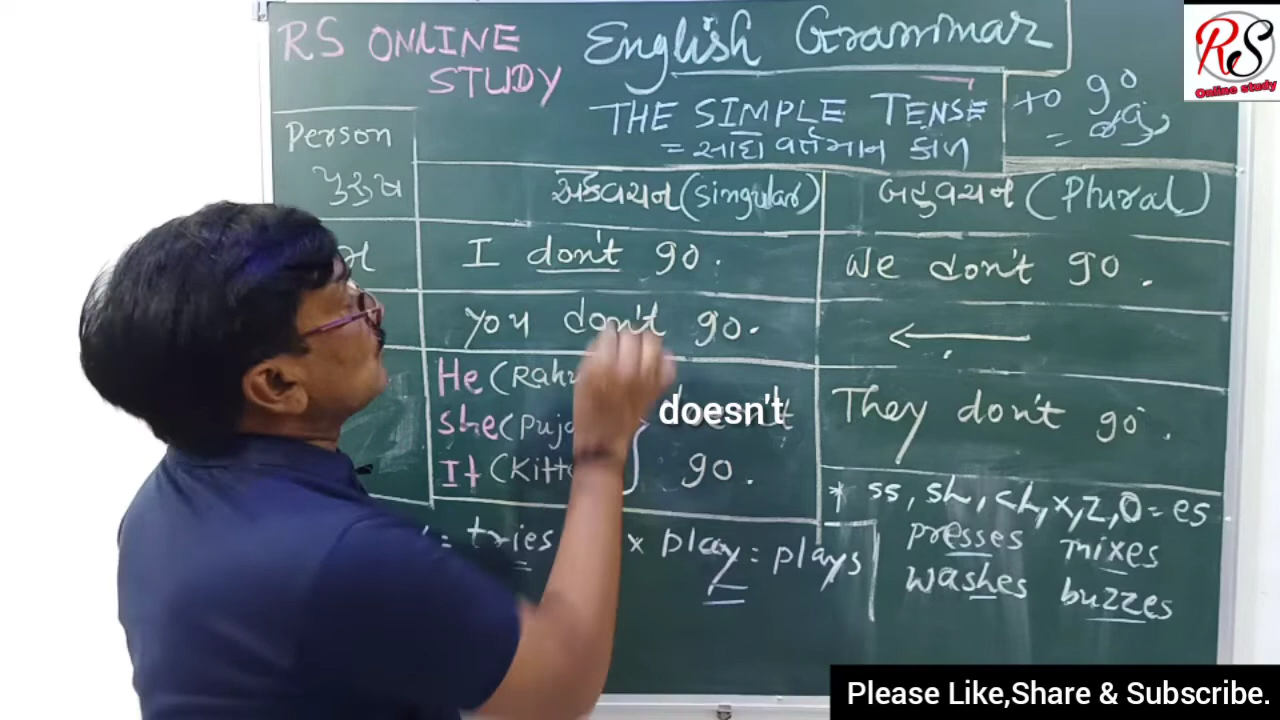 RS ONLINE
STUDY
English Grammar
THE SIMPLE TENSE
= સાદો વર્તમાન કાળ
to go
=
RS
Online study
Person
પુરુષ
એકવચન (Singular)
બહુવચન (Plural)
I don't go.
We don't go.
You don't go.
He (Rahu
She (Puja
It (Kitt
doesn't
go.
They don't go.
* ss, sh, ch, x, z, o = es
presses mixes
washes buzzes
= tries x play = plays
Please Like,Share & Subscribe.